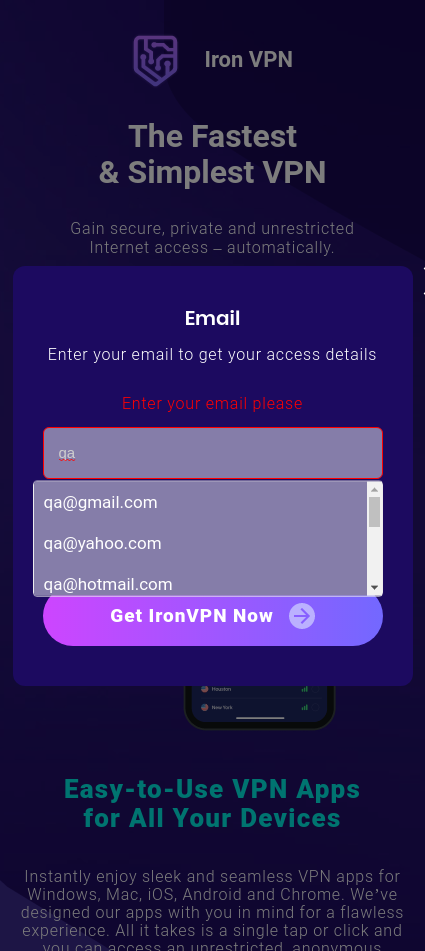 Iron VPN
The Fastest
& Simplest VPN
Gain secure, private and unrestricted
Internet access – automatically.
Email
Enter your email to get your access details
Enter your email please
qa
qa@gmail.com
qa@yahoo.com
qa@hotmail.com
Get IronVPN Now
Houston
New York
Easy-to-Use VPN Apps
for All Your Devices
Instantly enjoy sleek and seamless VPN apps for
Windows, Mac, iOS, Android and Chrome. We've
designed our apps with you in mind for a flawless
experience. All it takes is a single tap or click and
you can access an unrestricted, anonymous